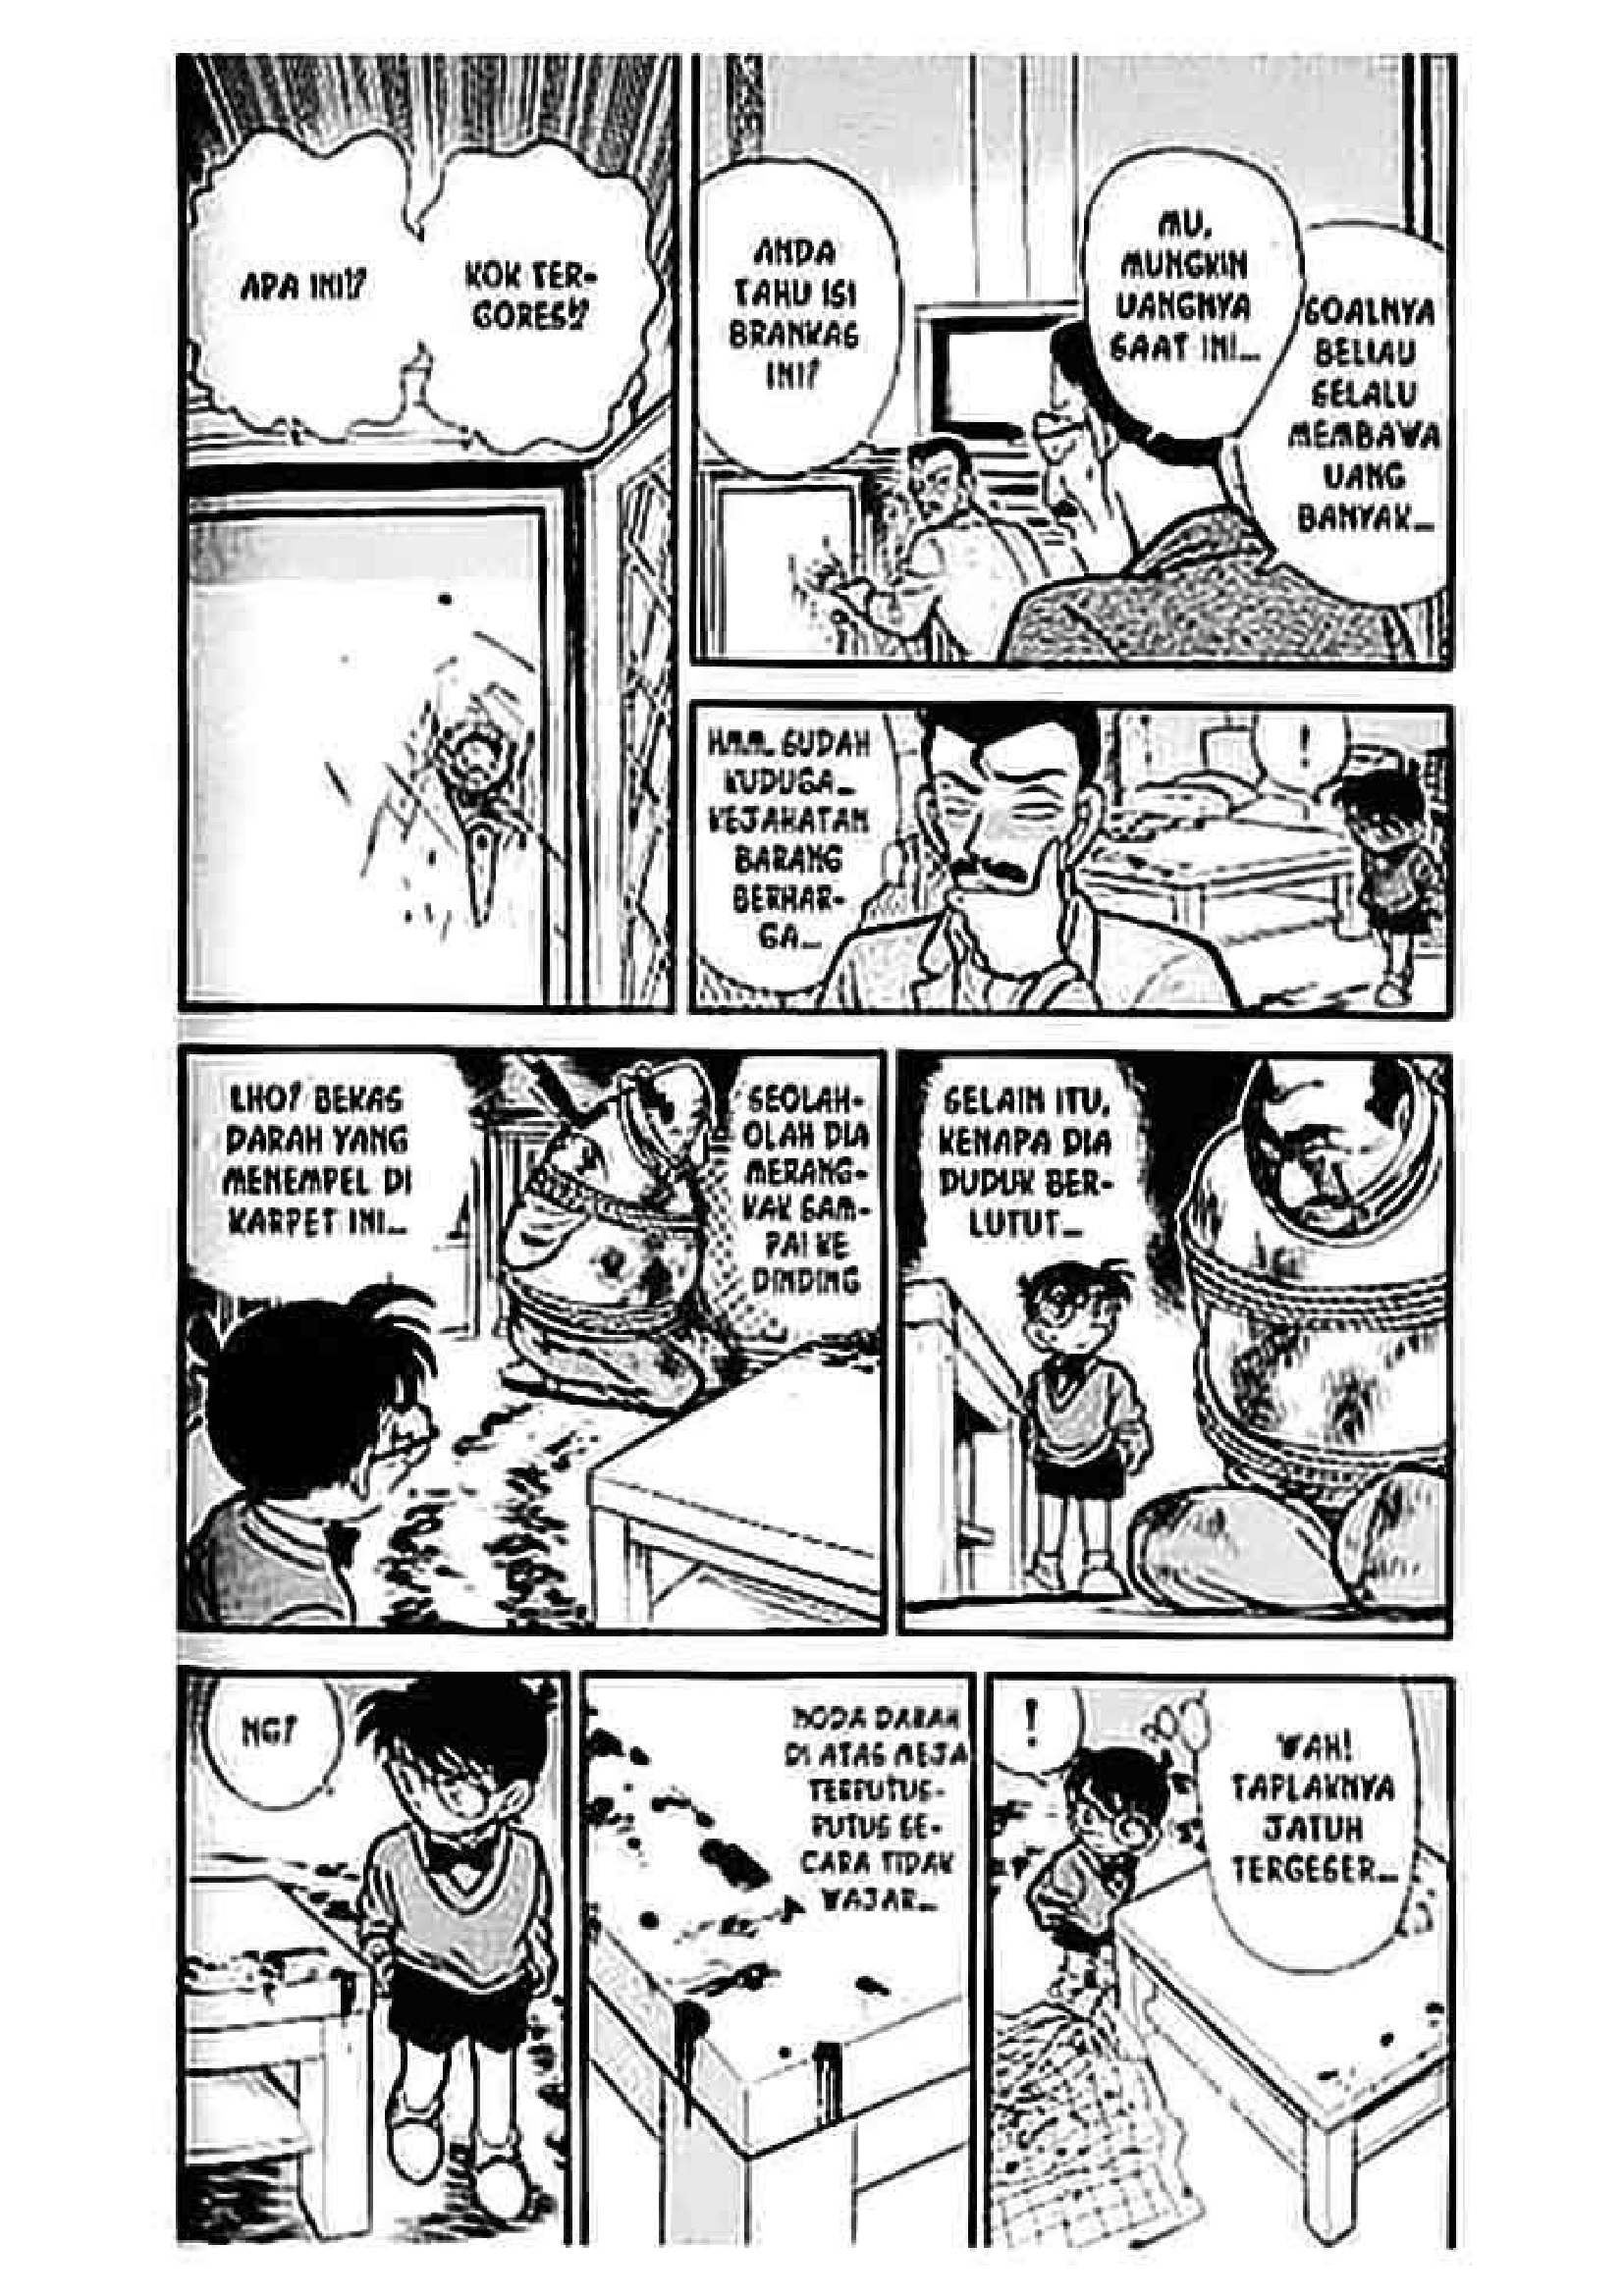 APA INI!?
KOK TER-
GORES!?
ANDA
TAHU ISI
BRANKAS
INI?
MU,
MUNGKIN
UANGNYA
SAAT INI...
SOALNYA
BELIAU
SELALU
MEMBAWA
UANG
BANYAK...
HMM.. SUDAH
KUDUGA...
KEJAHATAN
BARANG
BERHAR-
GA...
!
LHO? BEKAS
DARAH YANG
MENEMPEL DI
KARPET INI...
SEOLAH-
OLAH DIA
MERANG-
KAK SAM-
PAI KE
DINDING
SELAIN ITU,
KENAPA DIA
DUDUK BER-
LUTUT...
NG?
NODA DARAH
DI ATAS MEJA
TERPUTUS-
PUTUS SE-
CARA TIDAK
WAJAR...
!
WAH!
TAPLAKNYA
JATUH
TERGESER...